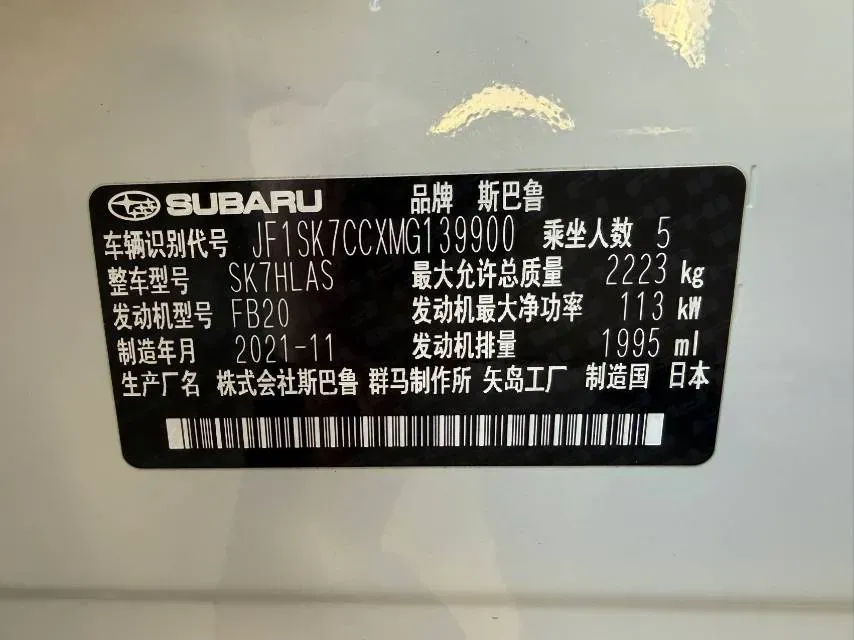 SUBARU 品牌 斯巴鲁
车辆识别代号 JF1SK7CCXMG139900 乘坐人数 5
整车型号 SK7HLAS 最大允许总质量 2223 kg
发动机型号 FB20 发动机最大净功率 113 kW
制造年月 2021-11 发动机排量 1995 ml
生产厂名 株式会社斯巴鲁 群马制作所 矢岛工厂 制造国 日本